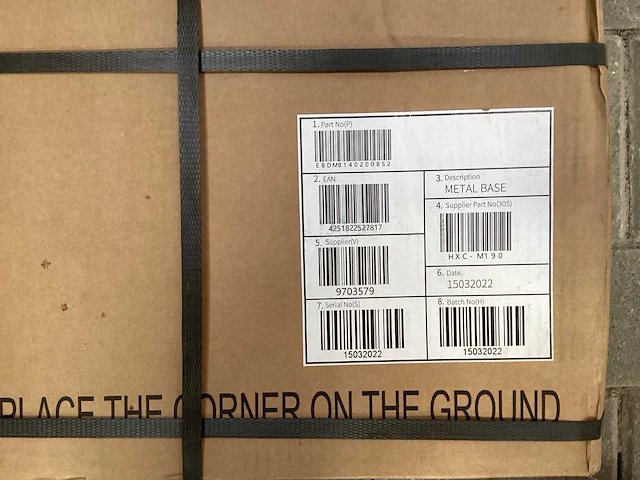 1. Part No(P)
E8DM8140200852
2. EAN
4251822527817
3. Description
METAL BASE
4. Supplier Part No(30S)
HXC-M190
5. Supplier(V)
9703579
6. Date.
15032022
7. Serial No(S)
15032022
8. Batch No(H)
15032022
PLACE THE CORNER ON THE GROUND